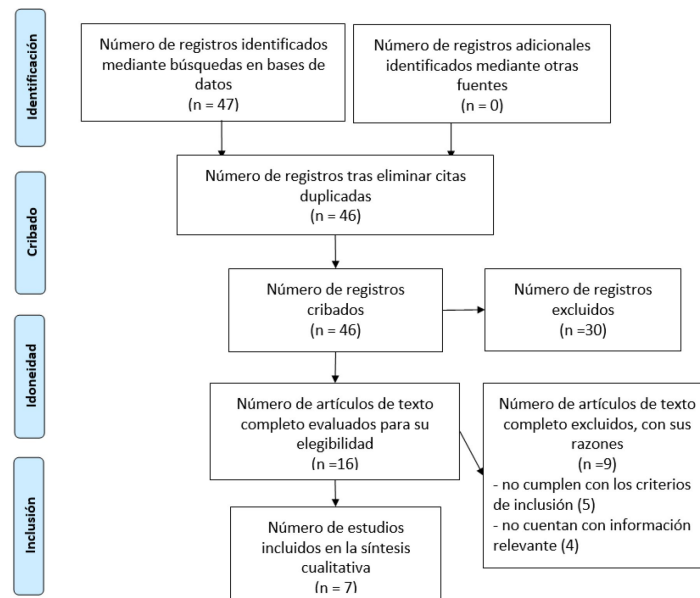 Identificación
Número de registros identificados
mediante búsquedas en bases de
datos
(n = 47)
Número de registros adicionales
identificados mediante otras
fuentes
(n = 0)
Número de registros tras eliminar citas
duplicadas
(n = 46)
Cribado
Número de registros
cribados
(n = 46)
Número de registros
excluidos
(n =30)
Idoneidad
Número de artículos de texto
completo evaluados para su
elegibilidad
(n =16)
Número de artículos de texto
completo excluidos, con sus
razones
(n =9)
- no cumplen con los criterios
de inclusión (5)
- no cuentan con información
relevante (4)
Inclusión
Número de estudios
incluidos en la síntesis
cualitativa
(n = 7)